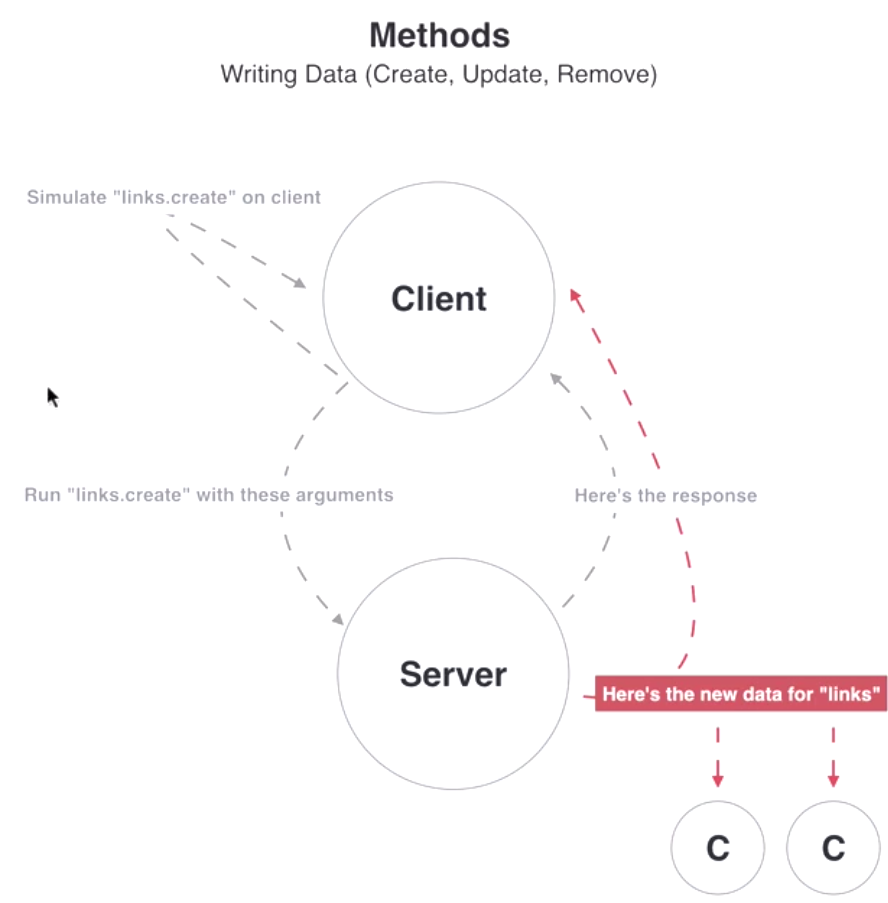 Methods
Writing Data (Create, Update, Remove)
Simulate "links.create" on client
Client
Run "links.create" with these arguments
Here's the response
Server
Here's the new data for "links"
C
C